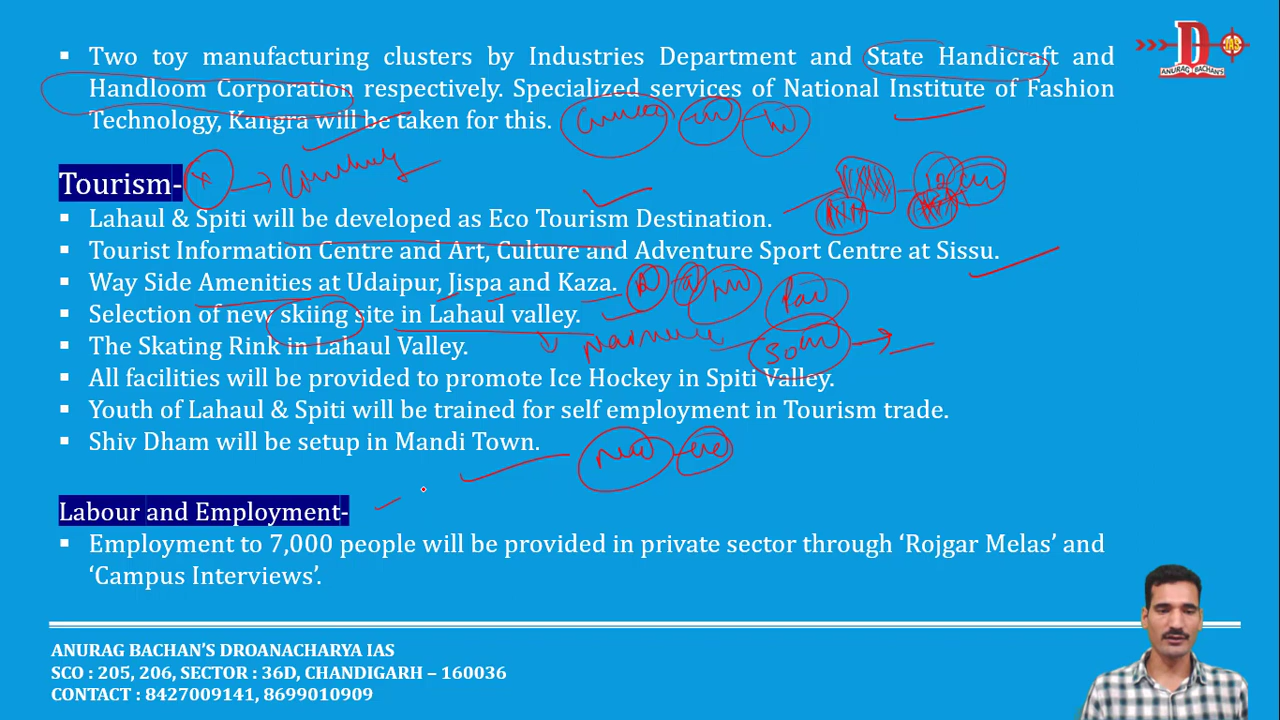 ▪ Two toy manufacturing clusters by Industries Department and State Handicraft and
Handloom Corporation respectively. Specialized services of National Institute of Fashion
Technology, Kangra will be taken for this.
D
IAS
ANURAG BACHAN'S
Tourism-
▪ Lahaul & Spiti will be developed as Eco Tourism Destination.
▪ Tourist Information Centre and Art, Culture and Adventure Sport Centre at Sissu.
▪ Way Side Amenities at Udaipur, Jispa and Kaza.
▪ Selection of new skiing site in Lahaul valley.
▪ The Skating Rink in Lahaul Valley.
▪ All facilities will be provided to promote Ice Hockey in Spiti Valley.
▪ Youth of Lahaul & Spiti will be trained for self employment in Tourism trade.
▪ Shiv Dham will be setup in Mandi Town.
Labour and Employment-
▪ Employment to 7,000 people will be provided in private sector through ‘Rojgar Melas’ and
‘Campus Interviews’.
ANURAG BACHAN’S DROANACHARYA IAS
SCO : 205, 206, SECTOR : 36D, CHANDIGARH – 160036
CONTACT : 8427009141, 8699010909